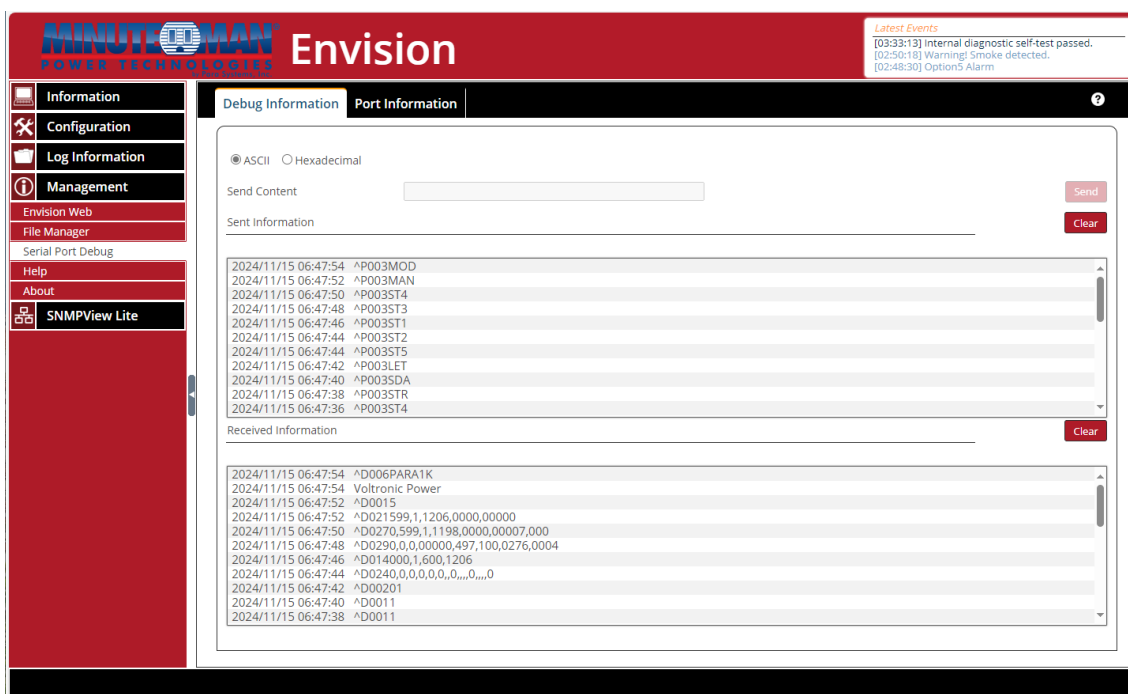 MINUTEMAN
POWER TECHNOLOGIES
by Para Systems, Inc.
Envision
Latest Events
[03:33:13] Internal diagnostic self-test passed.
[02:50:18] Warning! Smoke detected.
[02:48:30] Option5 Alarm
Information
Configuration
Log Information
Management
Envision Web
File Manager
Serial Port Debug
Help
About
SNMPView Lite
Debug Information
Port Information
?
ASCII
Hexadecimal
Send Content
Send
Sent Information
Clear
2024/11/15 06:47:54 ^P003MOD
2024/11/15 06:47:52 ^P003MAN
2024/11/15 06:47:50 ^P003ST4
2024/11/15 06:47:48 ^P003ST3
2024/11/15 06:47:46 ^P003ST1
2024/11/15 06:47:44 ^P003ST2
2024/11/15 06:47:44 ^P003ST5
2024/11/15 06:47:42 ^P003LET
2024/11/15 06:47:40 ^P003SDA
2024/11/15 06:47:38 ^P003STR
2024/11/15 06:47:36 ^P003ST4
Received Information
Clear
2024/11/15 06:47:54 ^D006PARA1K
2024/11/15 06:47:54 Voltronic Power
2024/11/15 06:47:52 ^D0015
2024/11/15 06:47:52 ^D021599,1,1206,0000,00000
2024/11/15 06:47:50 ^D0270,599,1,1198,0000,00007,000
2024/11/15 06:47:48 ^D0290,0,0,00000,497,100,0276,0004
2024/11/15 06:47:46 ^D014000,1,600,1206
2024/11/15 06:47:44 ^D0240,0,0,0,0,0,,0,,,,0,,,,0
2024/11/15 06:47:42 ^D00201
2024/11/15 06:47:40 ^D0011
2024/11/15 06:47:38 ^D0011